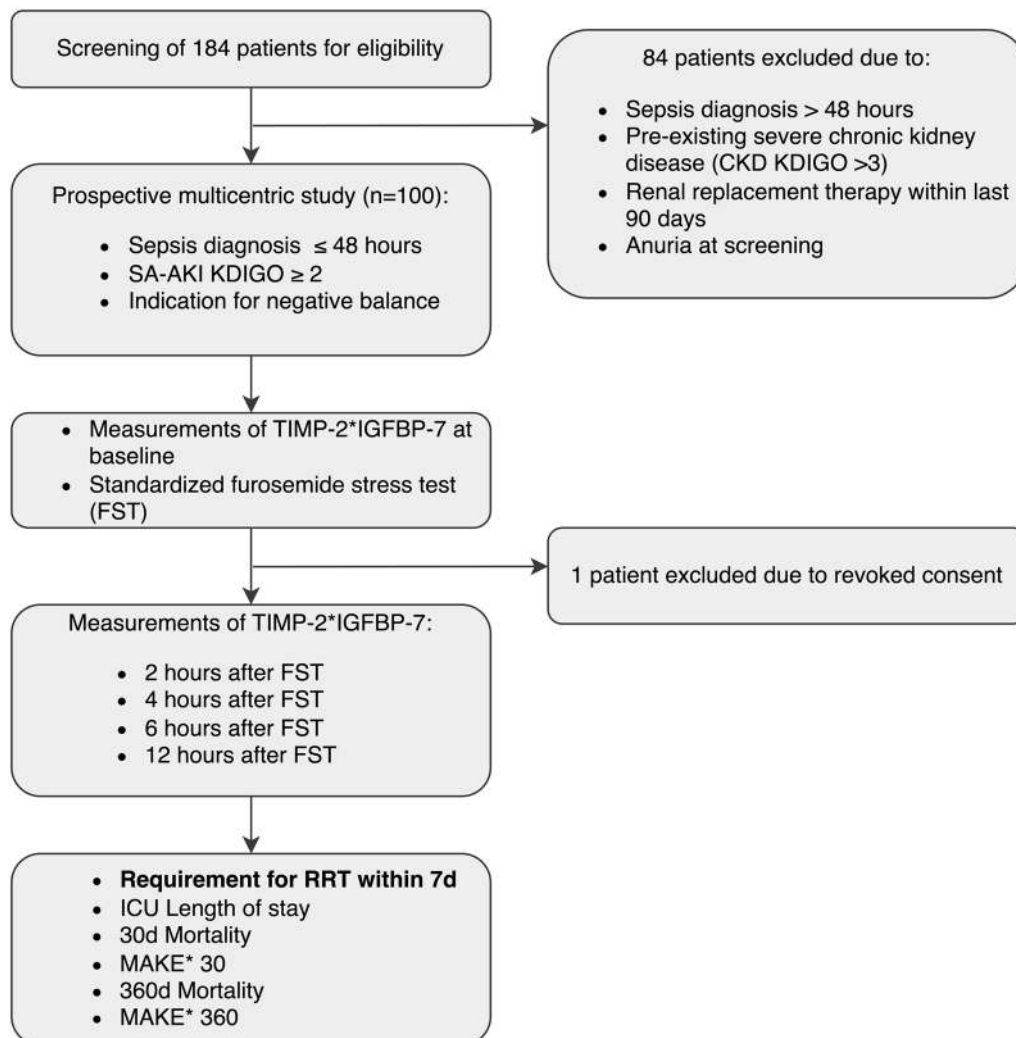 Screening of 184 patients for eligibility
84 patients excluded due to:
• Sepsis diagnosis > 48 hours
• Pre-existing severe chronic kidney
disease (CKD KDIGO >3)
• Renal replacement therapy within last
90 days
• Anuria at screening
Prospective multicentric study (n=100):
• Sepsis diagnosis ≤ 48 hours
• SA-AKI KDIGO ≥ 2
• Indication for negative balance
• Measurements of TIMP-2*IGFBP-7 at
baseline
• Standardized furosemide stress test
(FST)
1 patient excluded due to revoked consent
Measurements of TIMP-2*IGFBP-7:
• 2 hours after FST
• 4 hours after FST
• 6 hours after FST
• 12 hours after FST
• Requirement for RRT within 7d
• ICU Length of stay
• 30d Mortality
• MAKE* 30
• 360d Mortality
• MAKE* 360